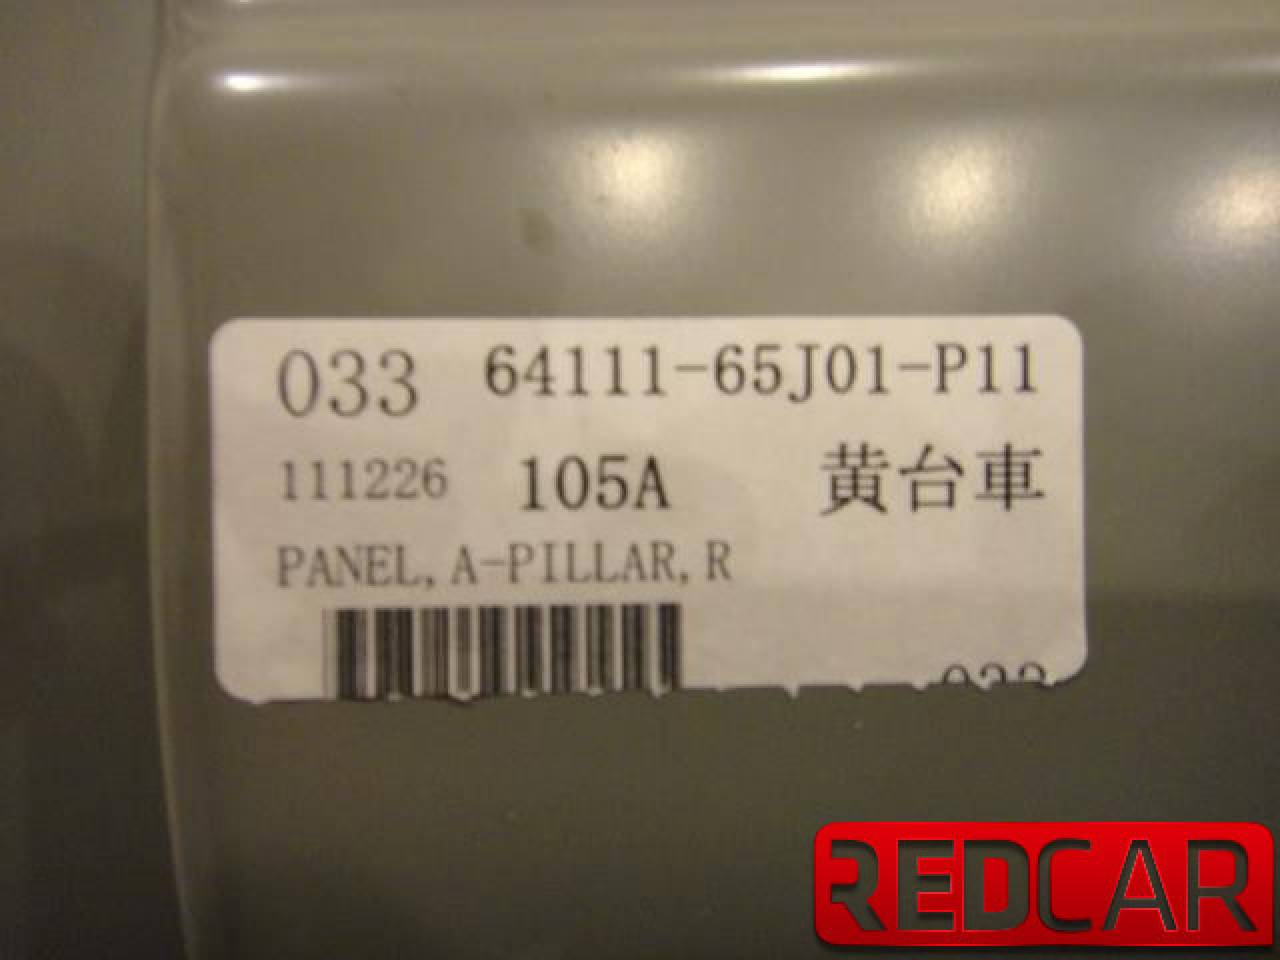 033 64111-65J01-P11
111226 105A 黄台車
PANEL, A-PILLAR, R
REDCAR